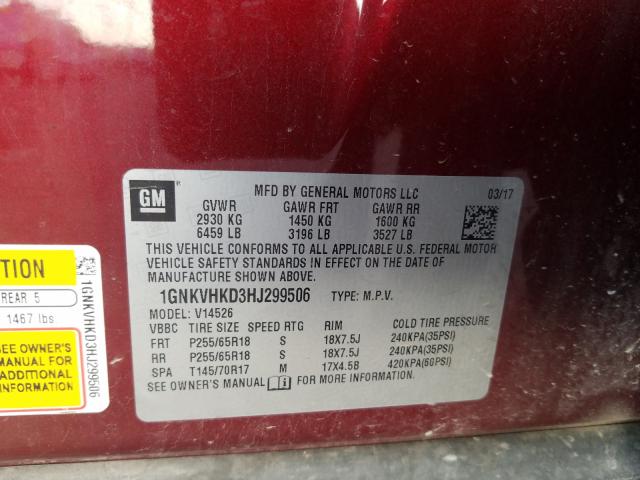 GM
MFD BY GENERAL MOTORS LLC 03/17
GVWR GAWR FRT GAWR RR
2930 KG 1450 KG 1600 KG
6459 LB 3196 LB 3527 LB
THIS VEHICLE CONFORMS TO ALL APPLICABLE U.S. FEDERAL MOTOR
VEHICLE SAFETY STANDARDS IN EFFECT ON THE DATE OF
MANUFACTURE SHOWN ABOVE.
1GNKVHKD3HJ299506 TYPE: M.P.V.
MODEL: V14526
VBBC TIRE SIZE SPEED RTG RIM COLD TIRE PRESSURE
FRT P255/65R18 S 18X7.5J 240KPA(35PSI)
RR P255/65R18 S 18X7.5J 240KPA(35PSI)
SPA T145/70R17 M 17X4.5B 420KPA(60PSI)
SEE OWNER'S MANUAL i FOR MORE INFORMATION.
TION
REAR 5
1467 lbs
SEE OWNER'S
MANUAL FOR
ADDITIONAL
INFORMATION
1GNKVHKD3HJ299506